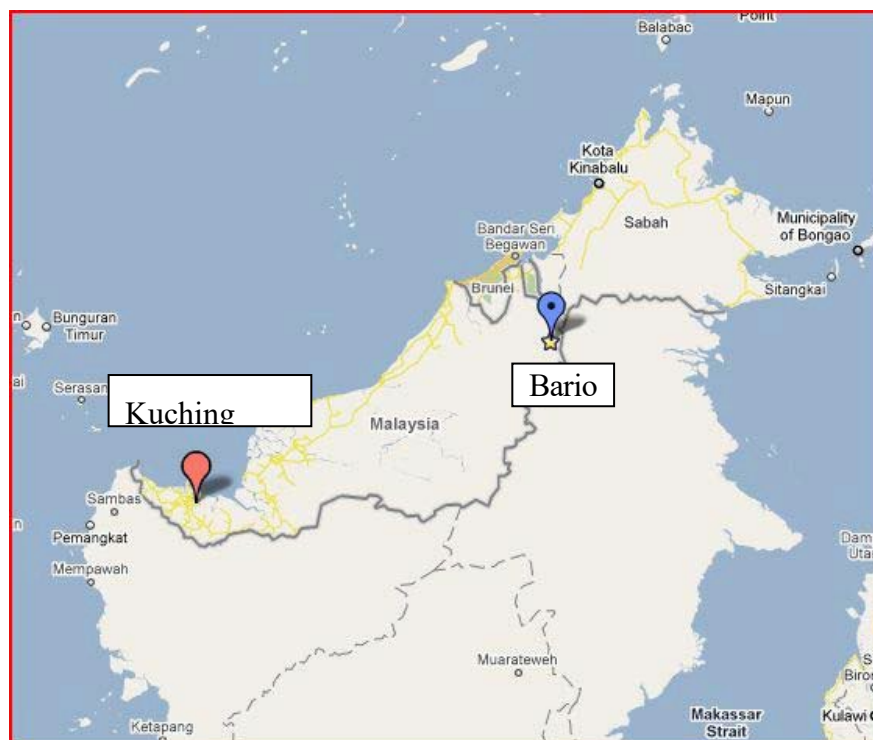 Point
Balabac
Mapun
Kota
Kinabalu
Sabah
Municipality
of Bongao
Bandar Seri
Begawan
Brunei
Sitangkai
Bunguran
Timur
Serasan
Kuching
Bario
Malaysia
Sambas
Pemangkat
Mempawah
Muarateweh
Ketapang
Makassar
Strait
Kulawi